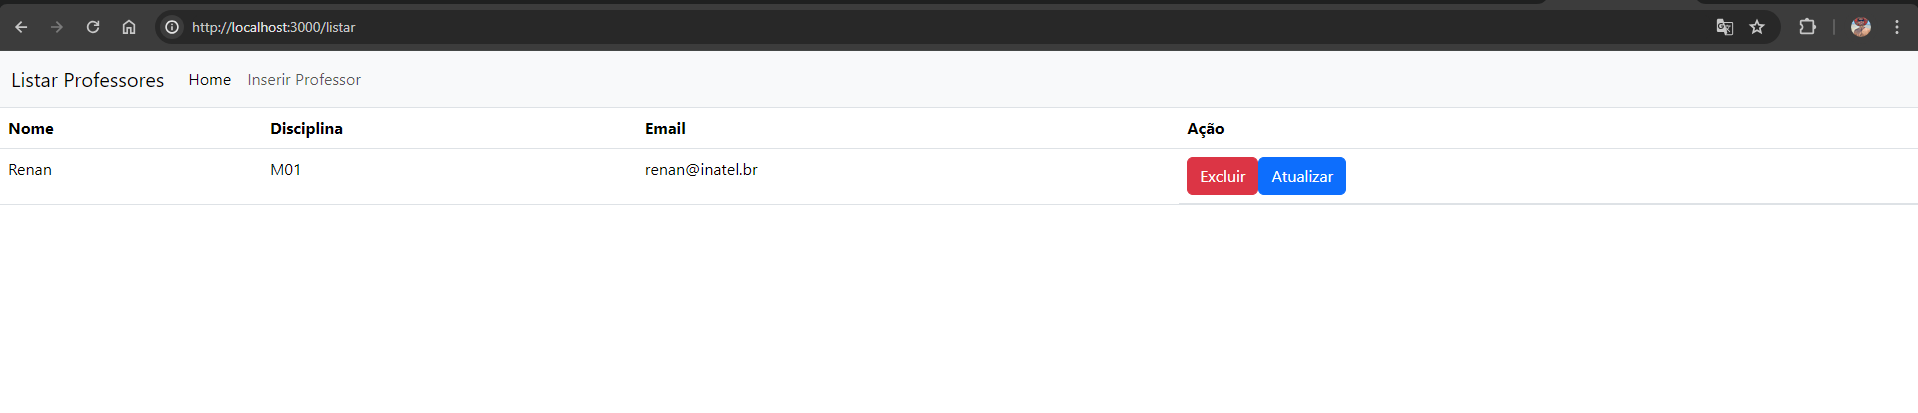 http://localhost:3000/listar
Listar Professores Home Inserir Professor
Nome Disciplina Email Ação
Renan M01 renan@inatel.br Excluir Atualizar